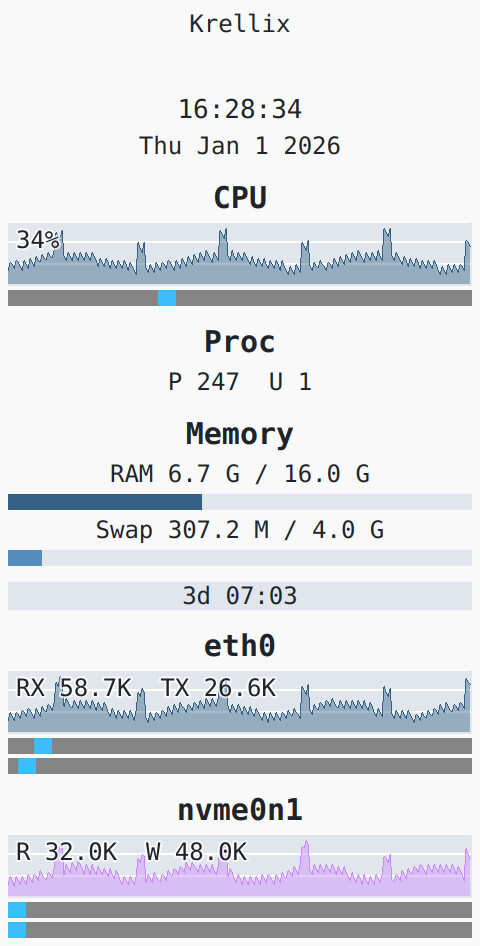 Krellix
16:28:34
Thu Jan 1 2026
CPU
34%
Proc
P 247 U 1
Memory
RAM 6.7 G / 16.0 G
Swap 307.2 M / 4.0 G
3d 07:03
eth0
RX 58.7K TX 26.6K
nvme0n1
R 32.0K W 48.0K